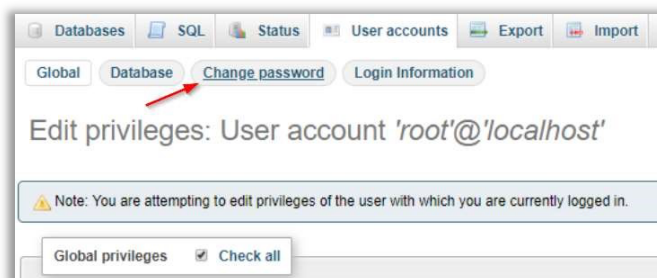 Databases SQL Status User accounts Export Import
Global Database Change password Login Information
Edit privileges: User account 'root'@'localhost'
Note: You are attempting to edit privileges of the user with which you are currently logged in.
Global privileges Check all